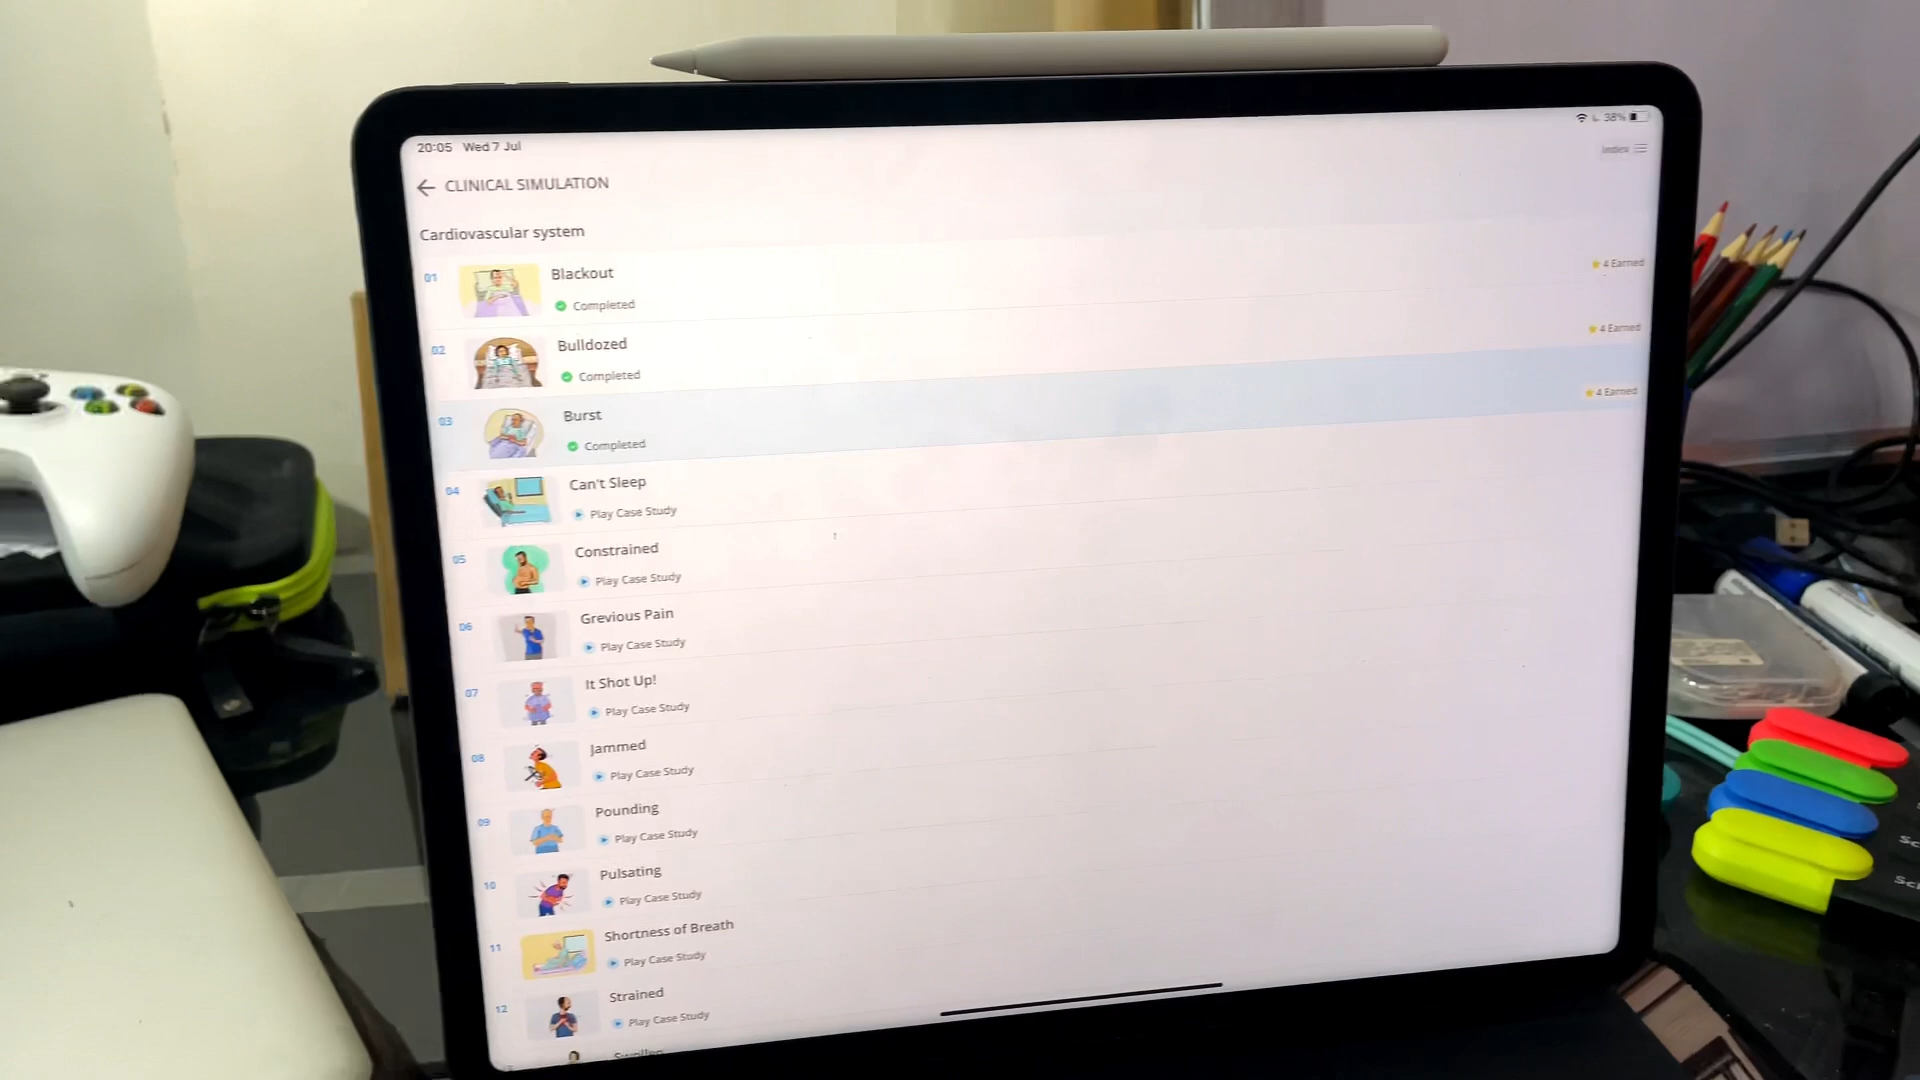 20:05 Wed 7 Jul
38%
Index
CLINICAL SIMULATION
Cardiovascular system
01
Blackout
Completed
4 Earned
02
Bulldozed
Completed
4 Earned
03
Burst
Completed
4 Earned
04
Can't Sleep
Play Case Study
05
Constrained
Play Case Study
06
Grevious Pain
Play Case Study
07
It Shot Up!
Play Case Study
08
Jammed
Play Case Study
09
Pounding
Play Case Study
10
Pulsating
Play Case Study
11
Shortness of Breath
Play Case Study
12
Strained
Play Case Study
Swollen